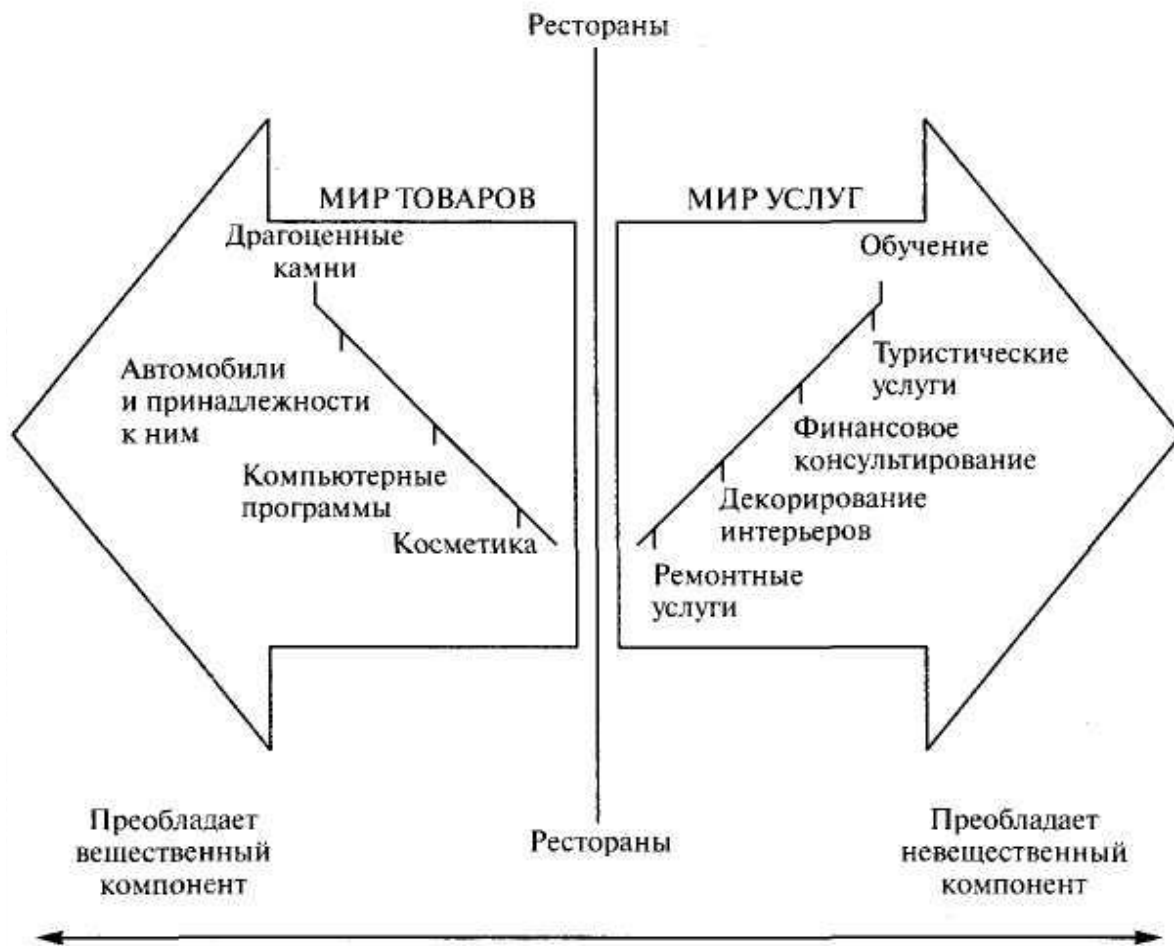 Рестораны
МИР ТОВАРОВ
МИР УСЛУГ
Драгоценные
камни
Автомобили
и принадлежности
к ним
Компьютерные
программы
Косметика
Обучение
Туристические
услуги
Финансовое
консультирование
Декорирование
интерьеров
Ремонтные
услуги
Преобладает
вещественный
компонент
Рестораны
Преобладает
невещественный
компонент